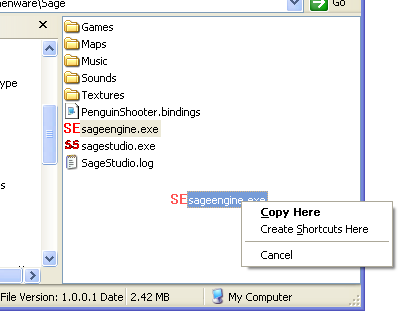 enware\Sage
Go
Games
Maps
Music
Sounds
Textures
PenguinShooter.bindings
SE sageengine.exe
SS sagestudio.exe
SageStudio.log
ype
s
SE sageengine.exe
Copy Here
Create Shortcuts Here
Cancel
File Version: 1.0.0.1 Date
2.42 MB
My Computer